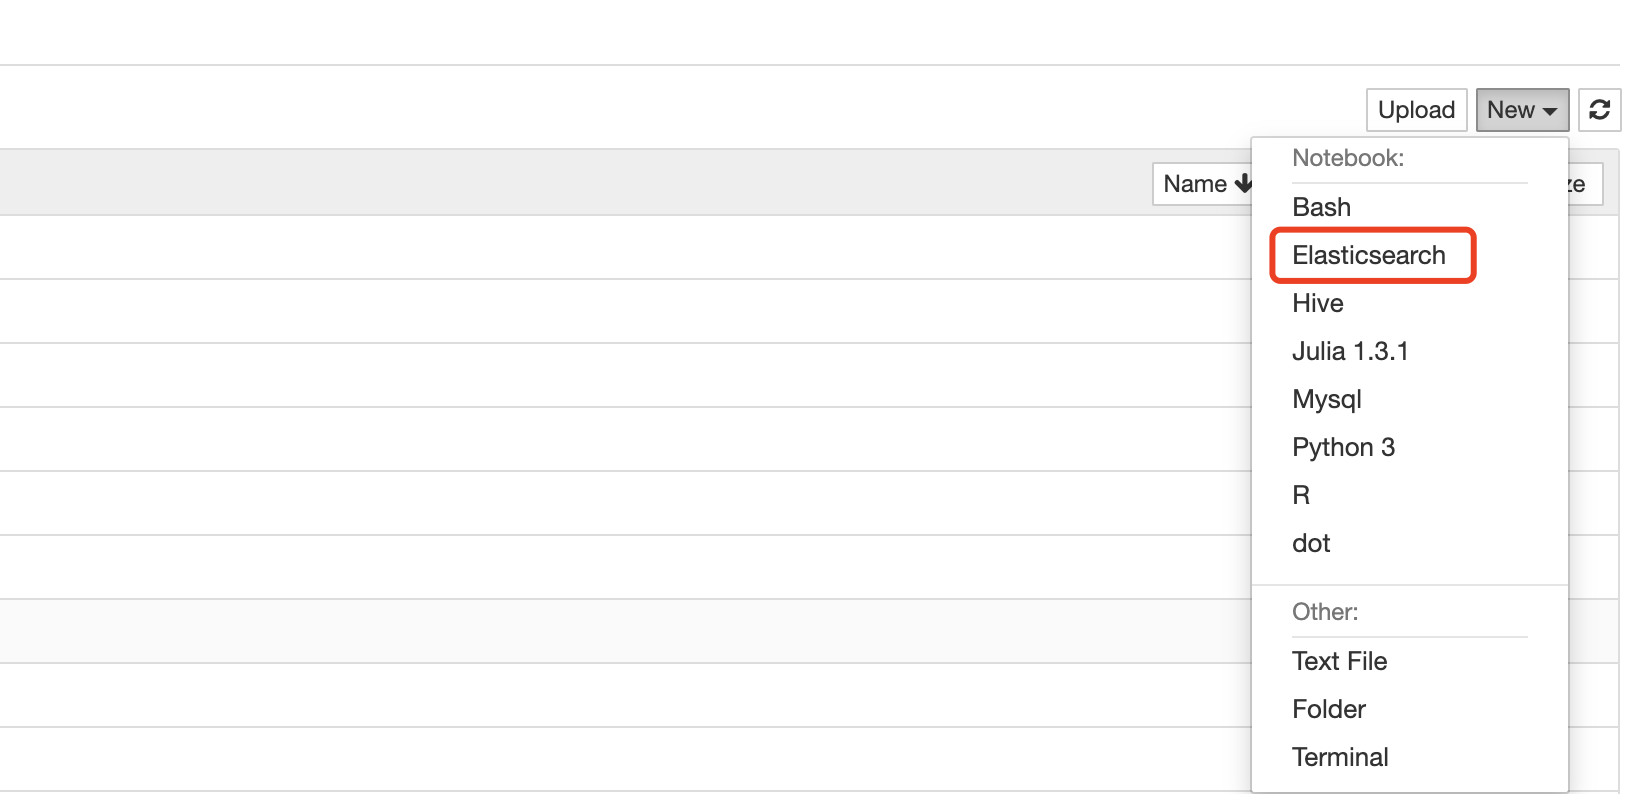 Upload New
Name
Notebook:
Bash
Elasticsearch
Hive
Julia 1.3.1
Mysql
Python 3
R
dot
Other:
Text File
Folder
Terminal